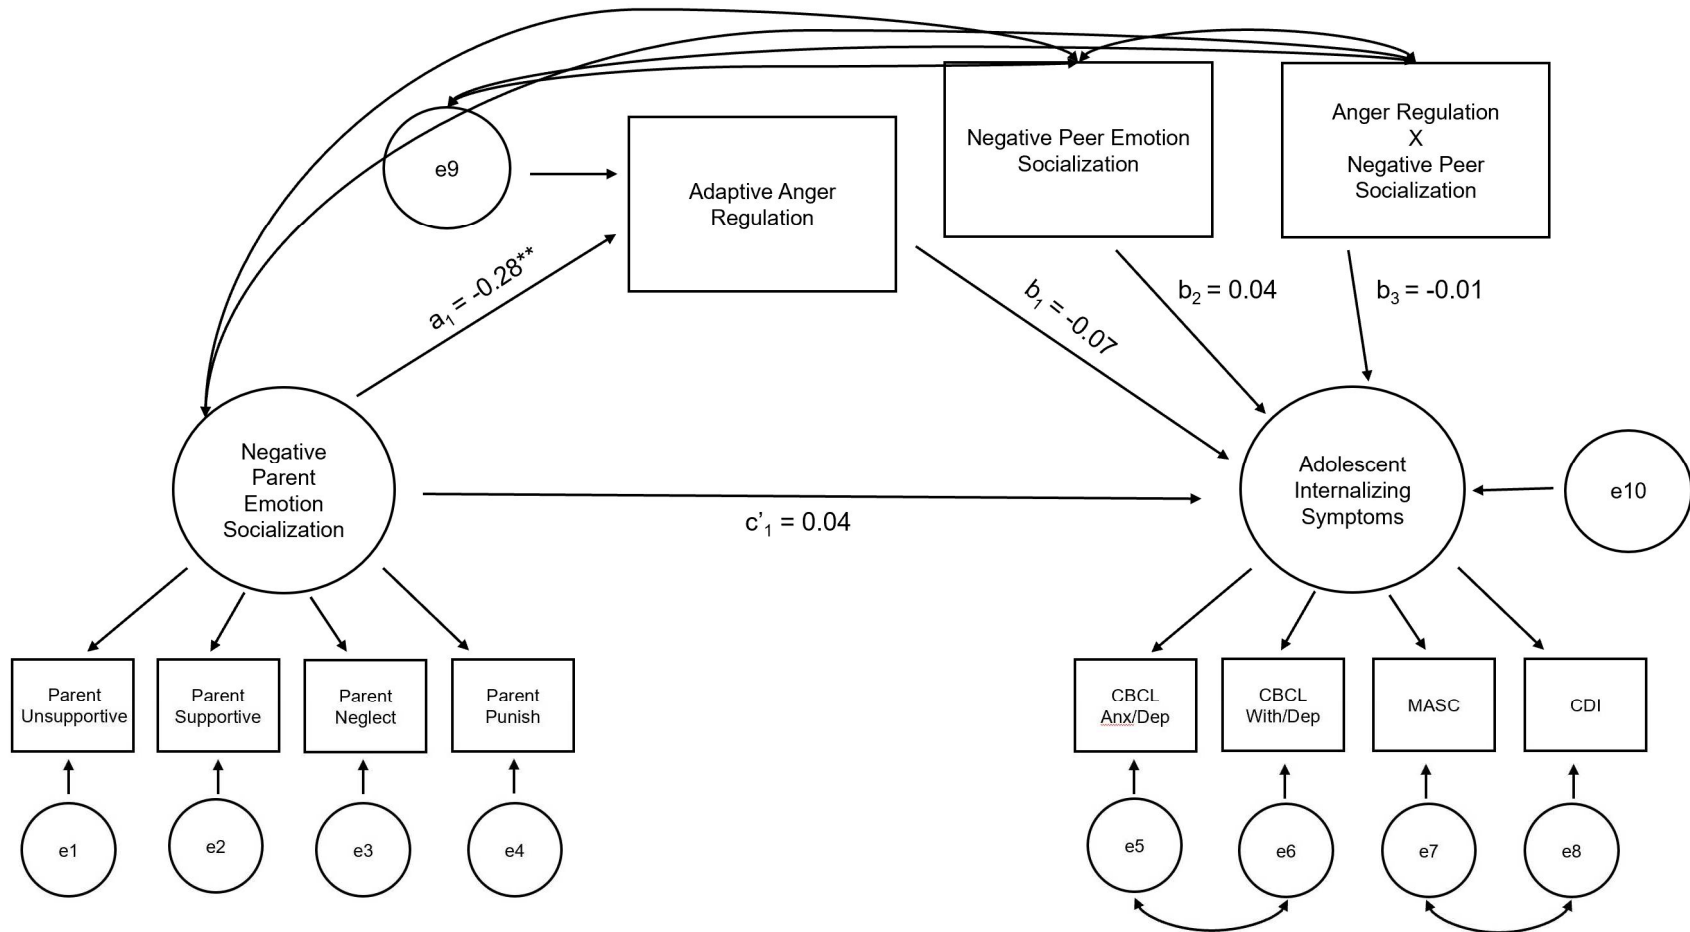 Negative Peer Emotion
Socialization
Anger Regulation
X
Negative Peer
Socialization
e9
Adaptive Anger
Regulation
a1 = -0.28**
b1 = -0.07
b2 = 0.04
b3 = -0.01
Negative
Parent
Emotion
Socialization
c’1 = 0.04
Adolescent
Internalizing
Symptoms
e10
Parent
Unsupportive
Parent
Supportive
Parent
Neglect
Parent
Punish
CBCL
Anx/Dep
CBCL
With/Dep
MASC
CDI
e1
e2
e3
e4
e5
e6
e7
e8